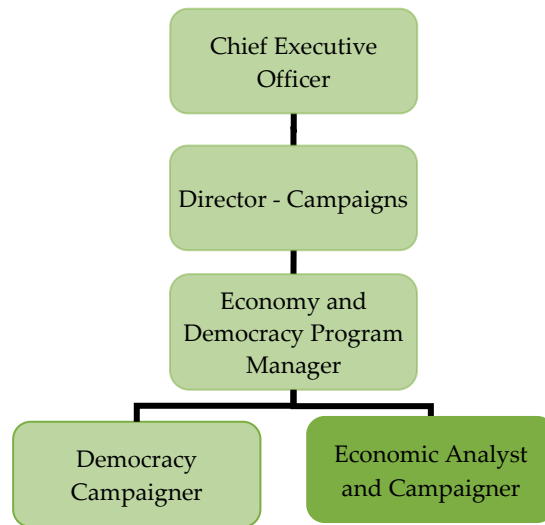 Chief Executive
Officer
Director - Campaigns
Economy and
Democracy Program
Manager
Democracy
Campaigner
Economic Analyst
and Campaigner